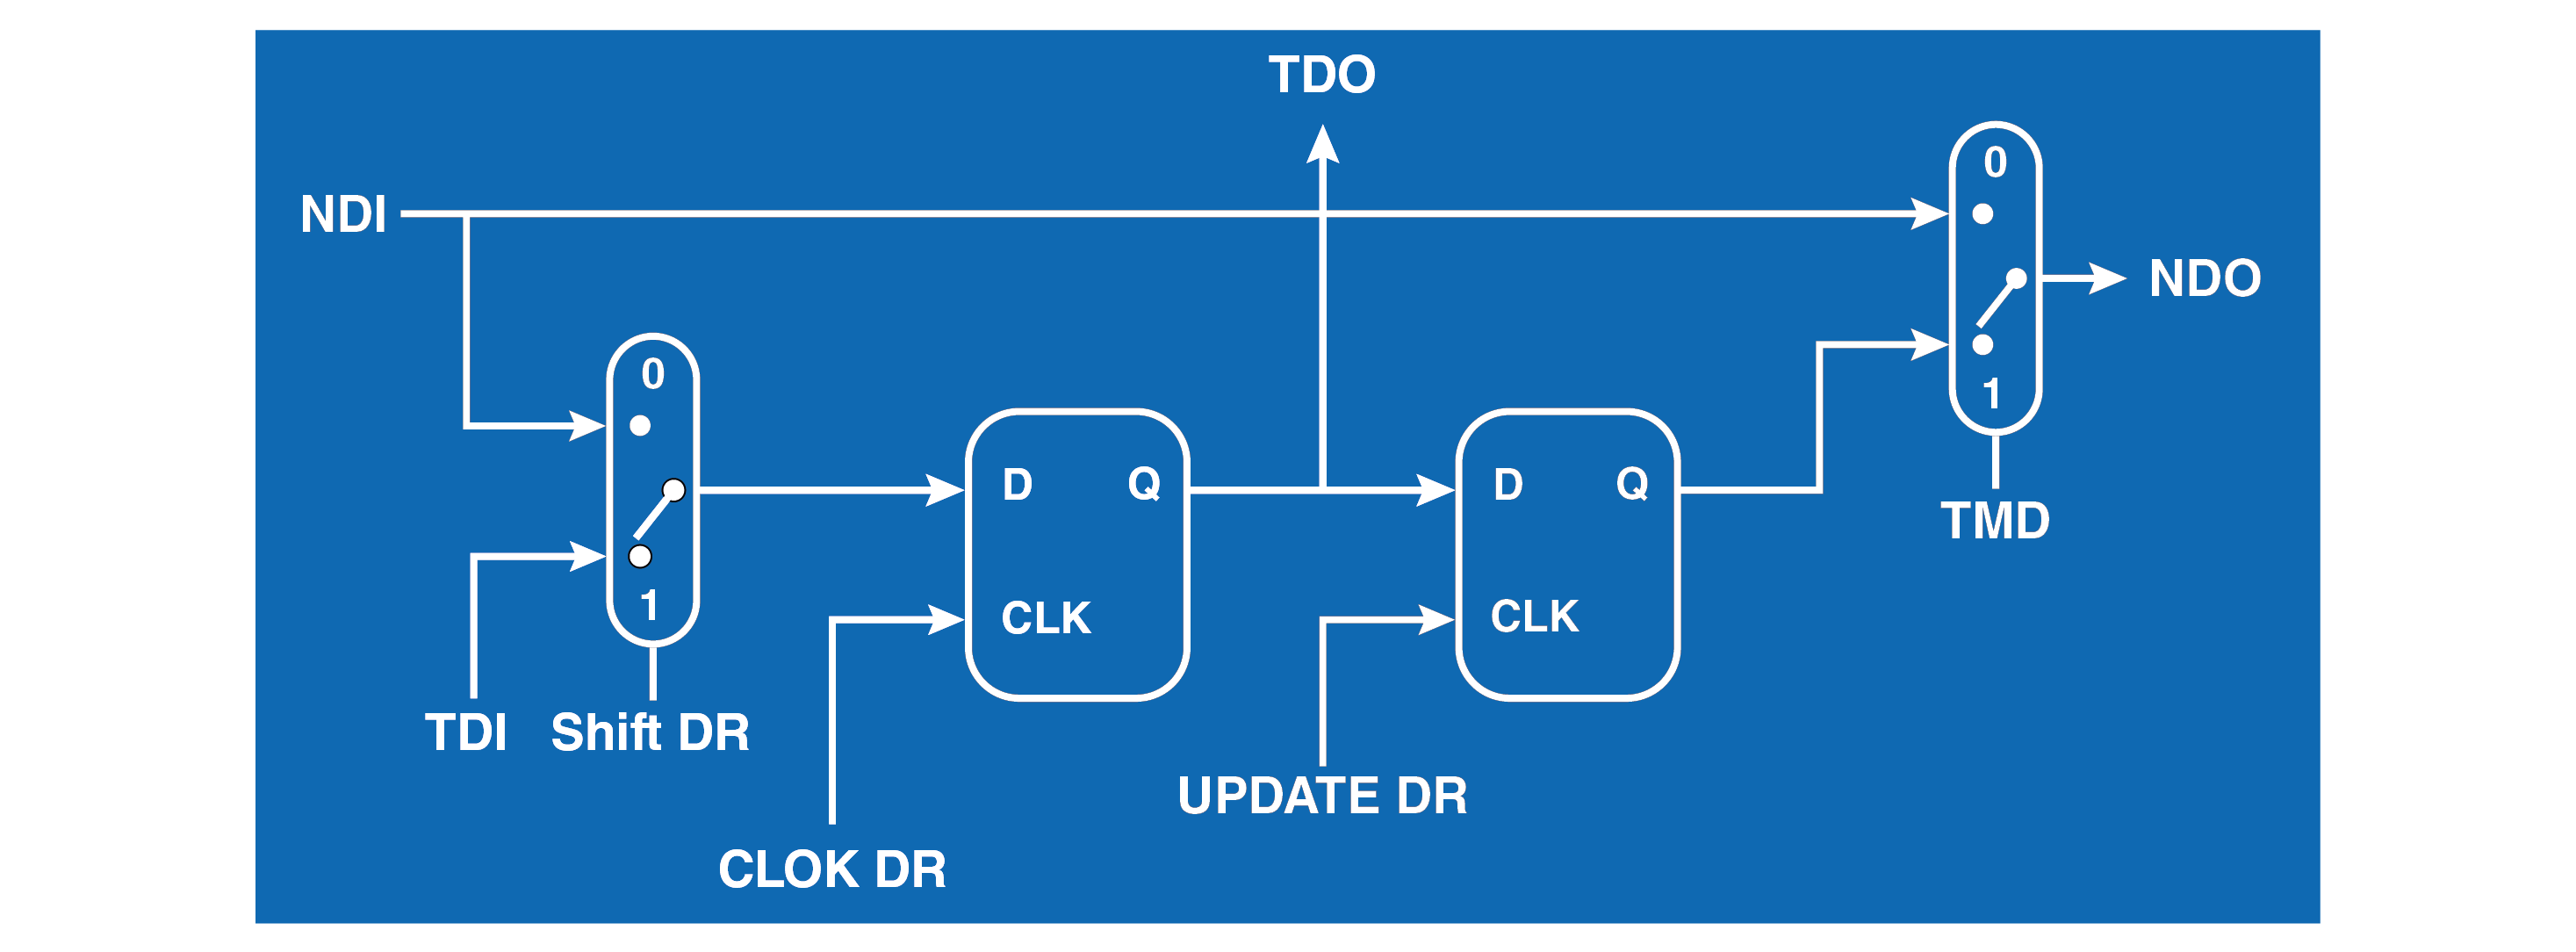 TDO
0
NDI
NDO
0
1
D Q
D Q
TMD
1
CLK
CLK
TDI
Shift DR
UPDATE DR
CLOK DR